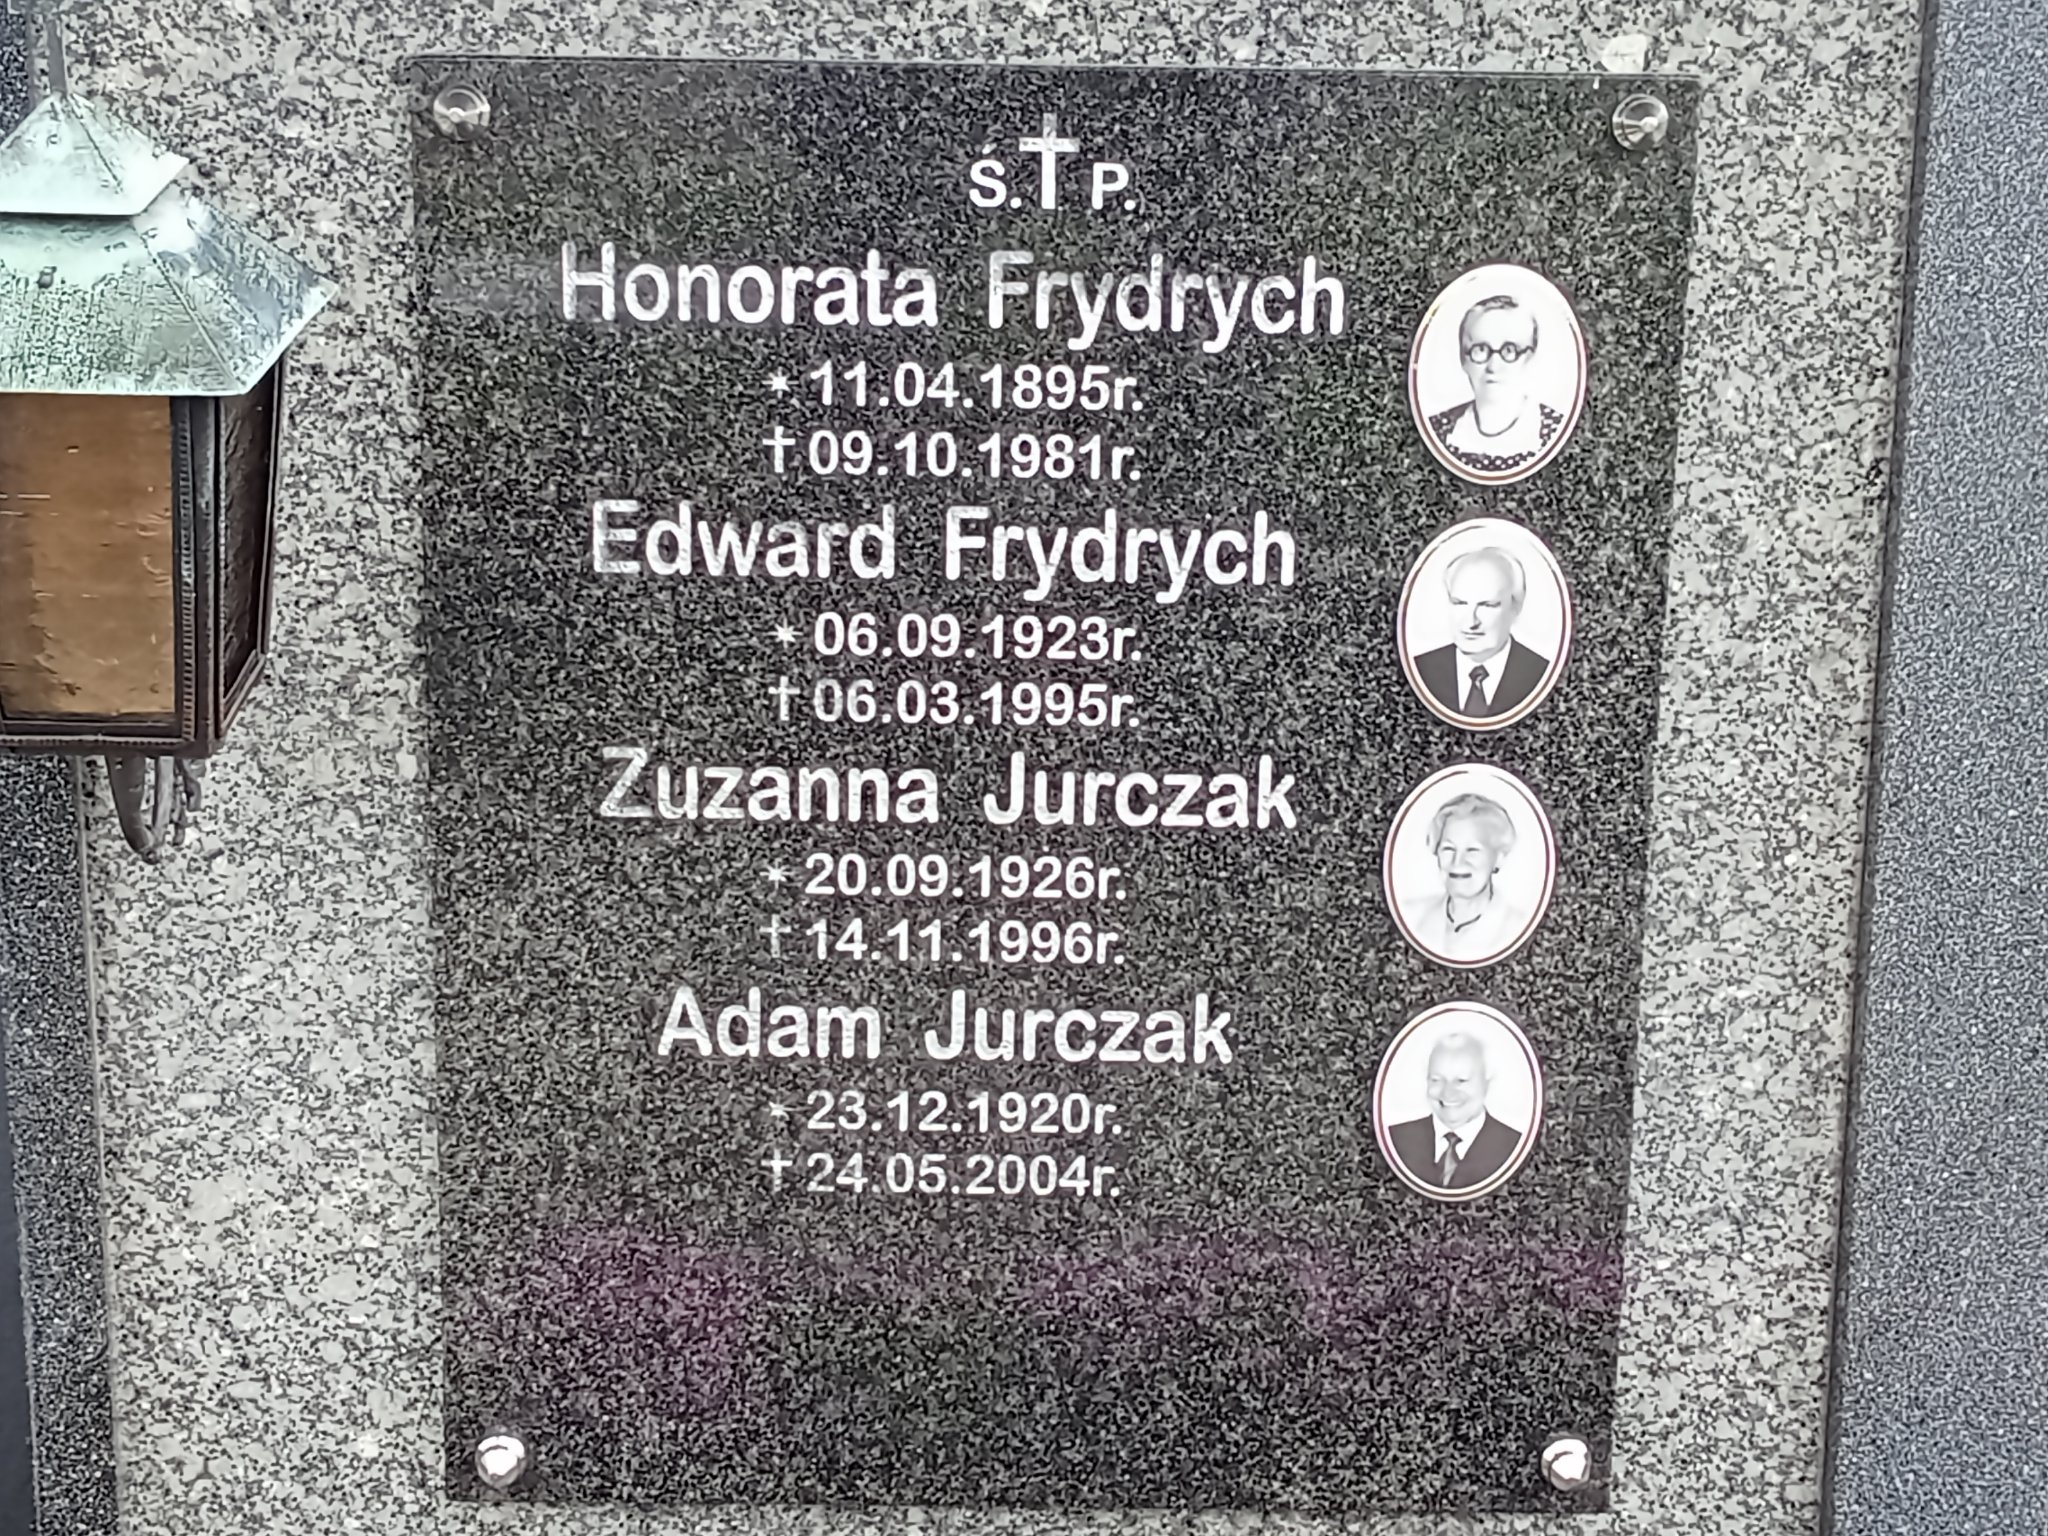 Ś.†P.
Honorata Frydrych
* 11.04.1895r.
† 09.10.1981r.
Edward Frydrych
* 06.09.1923r.
† 06.03.1995r.
Zuzanna Jurczak
* 20.09.1926r.
† 14.11.1996r.
Adam Jurczak
* 23.12.1920r.
† 24.05.2004r.